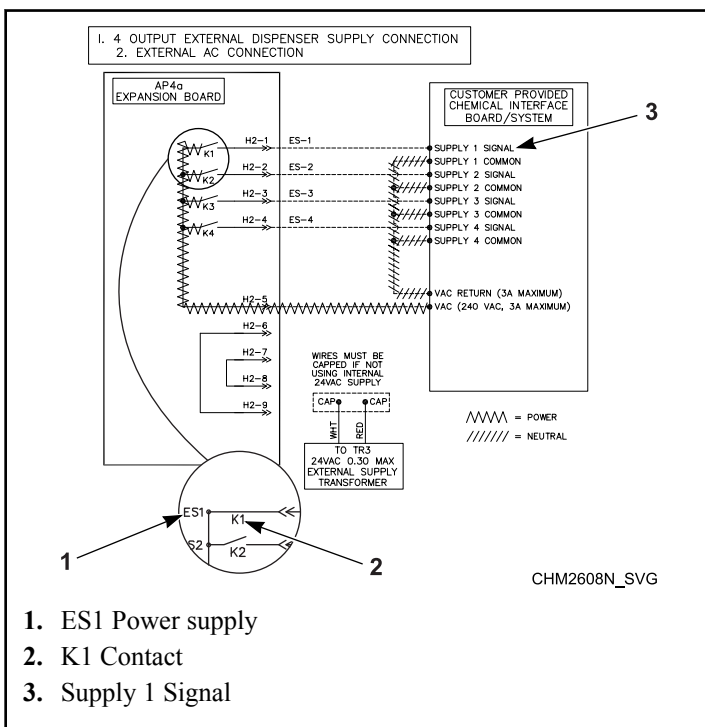 1. 4 OUTPUT EXTERNAL DISPENSER SUPPLY CONNECTION
2. EXTERNAL AC CONNECTION
AP4a
EXPANSION BOARD
CUSTOMER PROVIDED
CHEMICAL INTERFACE
BOARD/SYSTEM
3
K1
H2-1
ES-1
SUPPLY 1 SIGNAL
SUPPLY 1 COMMON
K2
H2-2
ES-2
SUPPLY 2 SIGNAL
SUPPLY 2 COMMON
K3
H2-3
ES-3
SUPPLY 3 SIGNAL
SUPPLY 3 COMMON
K4
H2-4
ES-4
SUPPLY 4 SIGNAL
SUPPLY 4 COMMON
VAC RETURN (3A MAXIMUM)
H2-5
VAC (240 VAC, 3A MAXIMUM)
H2-6
H2-7
H2-8
H2-9
WIRES MUST BE
CAPPED IF NOT
USING INTERNAL
24VAC SUPPLY
CAP
CAP
WHT
RED
TO TR3
24VAC 0.30 MAX
EXTERNAL SUPPLY
TRANSFORMER
= POWER
= NEUTRAL
ES1
K1
S2
K2
1
2
CHM2608N_SVG
1. ES1 Power supply
2. K1 Contact
3. Supply 1 Signal